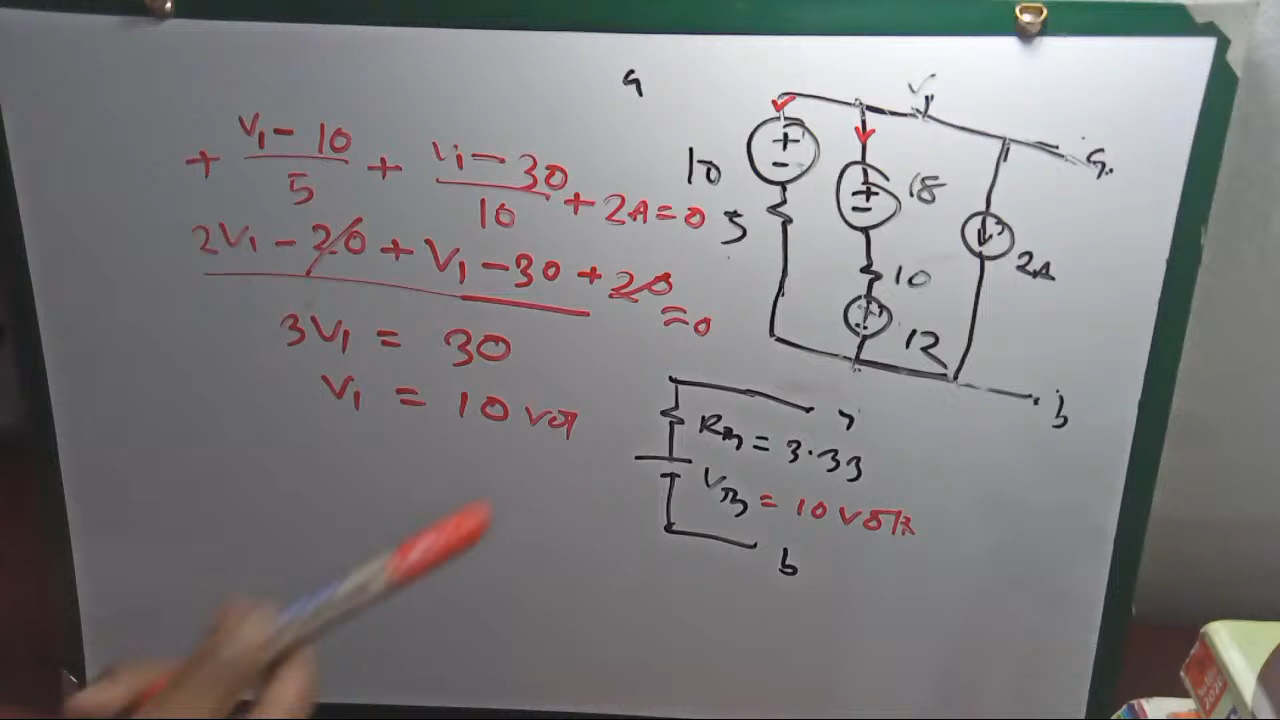 a
+ V₁ - 10 / 5 + V₁ - 30 / 10 + 2A = 0
2V₁ - 20 + V₁ - 30 + 20 = 0
3V₁ = 30
V₁ = 10 volt
V₁
a
10
+
-
5
18
+
-
10
12
2A
b
RTh = 3.33
VTh = 10 volt
b